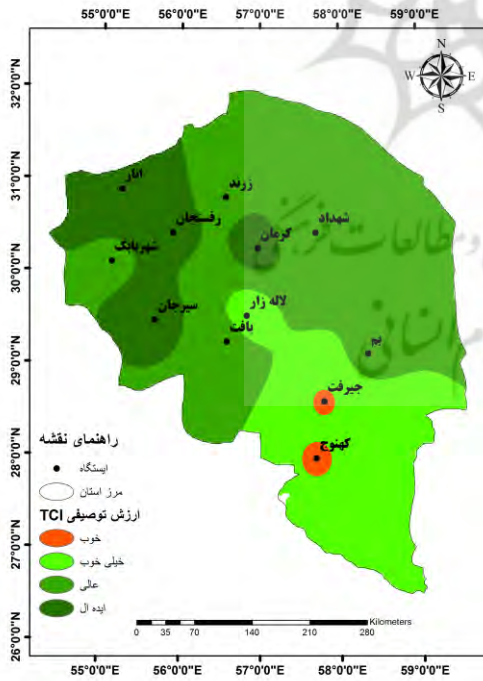 55°0'0"E 56°0'0"E 57°0'0"E 58°0'0"E 59°0'0"E
32°0'0"N
31°0'0"N
30°0'0"N
29°0'0"N
28°0'0"N
27°0'0"N
26°0'0"N
N
W E
S
انار
زرند
رفسنجان
شهداد
کرمان
شهربابک
سیرجان
لاله زار
بافت
بم
جیرفت
کهنوج
و مطالعات فرهنگی
م انسانی
راهنمای نقشه
ایستگاه
مرز استان
ارزش توصیفی TCI
خوب
خیلی خوب
عالی
ایده ال
Kilometers
0 35 70 140 210 280
55°0'0"E 56°0'0"E 57°0'0"E 58°0'0"E 59°0'0"E